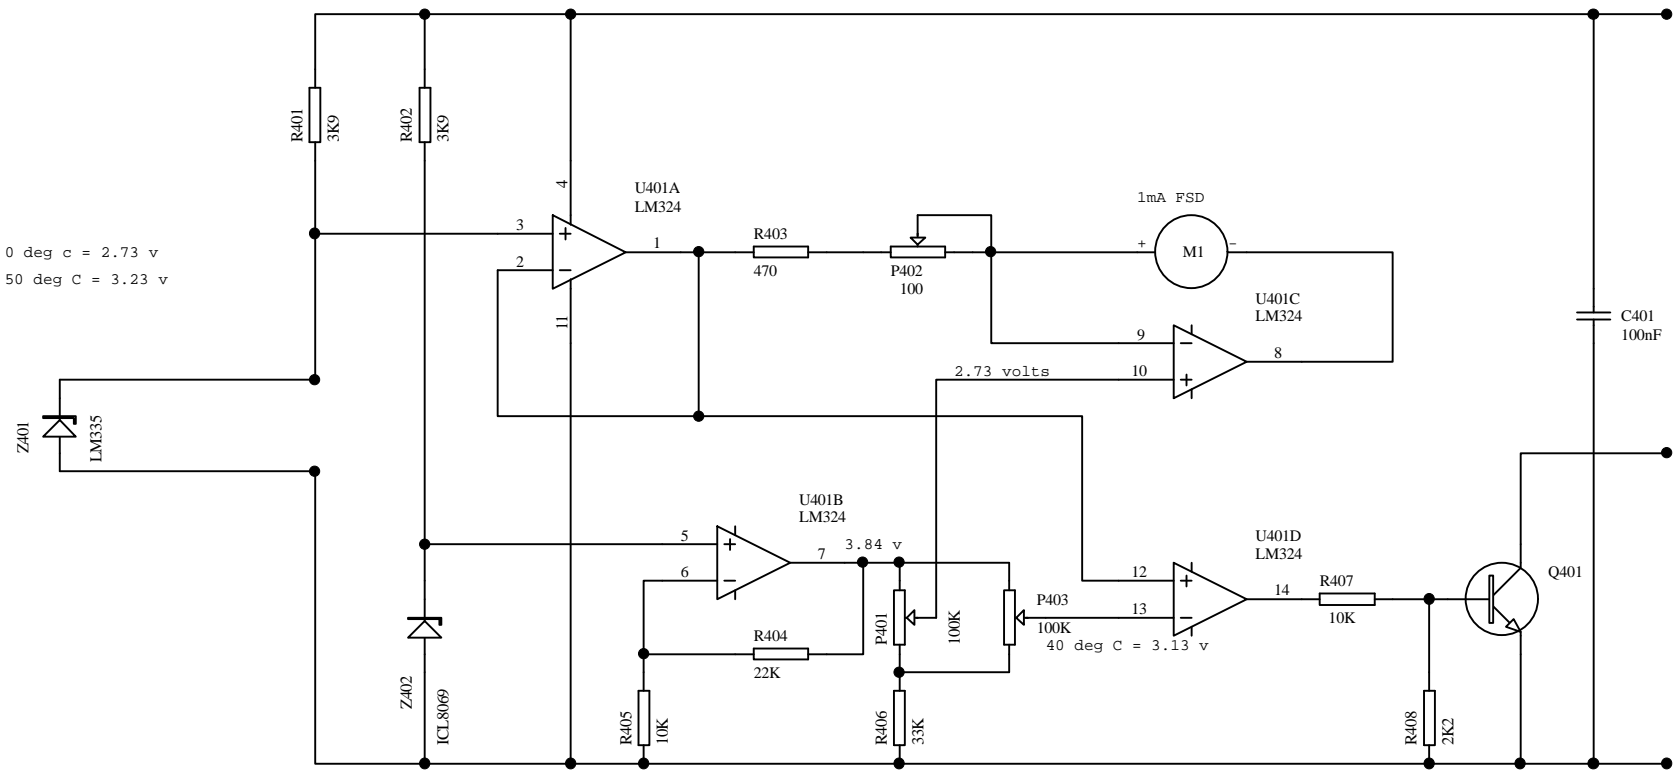 R401
3K9
R402
3K9
4
U401A
LM324
3
2
1
11
0 deg c = 2.73 v
50 deg C = 3.23 v
R403
470
P402
100
1mA FSD
+
M1
-
U401C
LM324
9
10
8
2.73 volts
C401
100nF
Z401
LM335
U401B
LM324
5
6
7
3.84 v
U401D
LM324
12
13
14
R407
10K
Q401
P401
100K
P403
100K
40 deg C = 3.13 v
R404
22K
Z402
ICL8069
R405
10K
R406
33K
R408
2K2